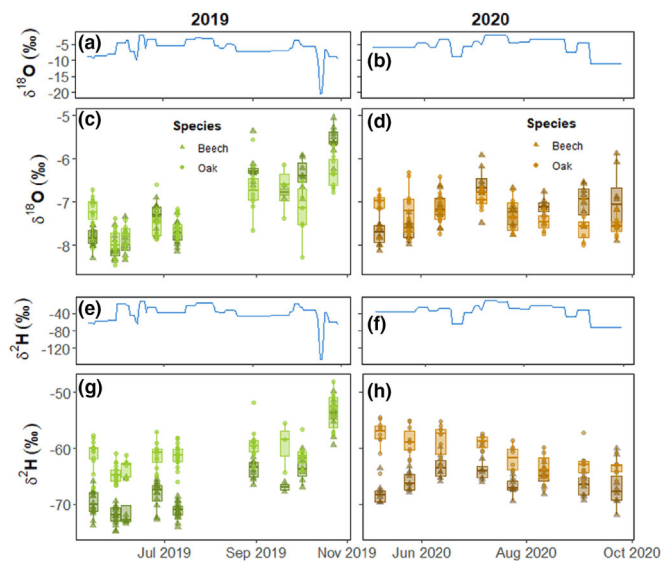 2019 2020
(a) (b)
δ18O (‰)
-5
-10
-15
-20
(c) (d)
δ18O (‰)
-5
-6
-7
-8
Species Species
Beech Beech
Oak Oak
(e) (f)
δ2H (‰)
-40
-80
-120
(g) (h)
δ2H (‰)
-50
-60
-70
Jul 2019 Sep 2019 Nov 2019 Jun 2020 Aug 2020 Oct 2020